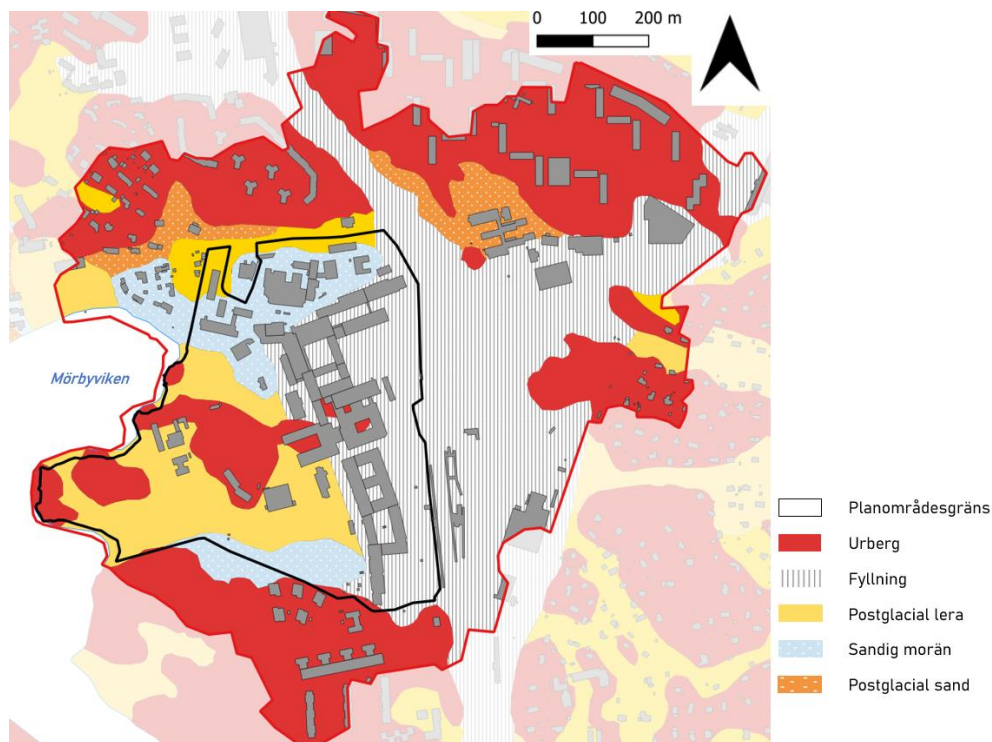 0 100 200 m
Mörbyviken
Planområdesgräns
Urberg
Fyllning
Postglacial lera
Sandig morän
Postglacial sand